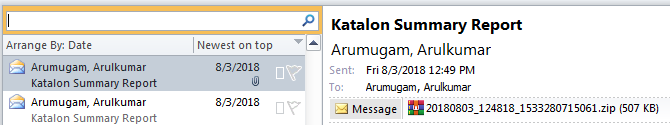 Arrange By: Date Newest on top
Arumugam, Arulkumar 8/3/2018
Katalon Summary Report
Arumugam, Arulkumar 8/3/2018
Katalon Summary Report
Katalon Summary Report
Arumugam, Arulkumar
Sent: Fri 8/3/2018 12:49 PM
To: Arumugam, Arulkumar
Message 20180803_124818_1533280715061.zip (507 KB)